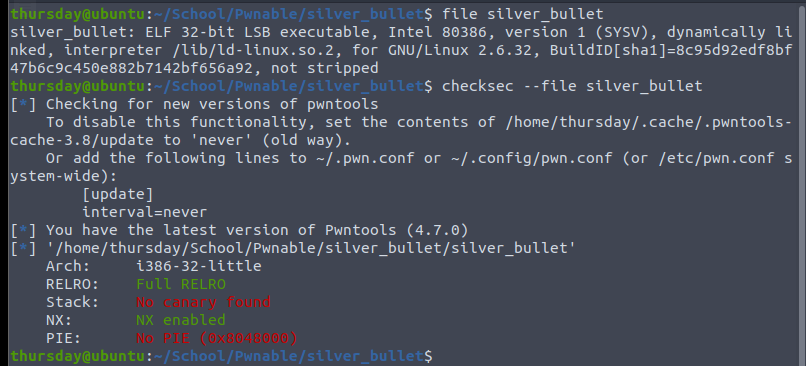 thursday@ubuntu:~/School/Pwnable/silver_bullet$ file silver_bullet
silver_bullet: ELF 32-bit LSB executable, Intel 80386, version 1 (SYSV), dynamically li
nked, interpreter /lib/ld-linux.so.2, for GNU/Linux 2.6.32, BuildID[sha1]=8c95d92edf8bf
47b6c9c450e882b7142bf656a92, not stripped
thursday@ubuntu:~/School/Pwnable/silver_bullet$ checksec --file silver_bullet
[*] Checking for new versions of pwntools
    To disable this functionality, set the contents of /home/thursday/.cache/.pwntools-
cache-3.8/update to 'never' (old way).
    Or add the following lines to ~/.pwn.conf or ~/.config/pwn.conf (or /etc/pwn.conf s
ystem-wide):
        [update]
        interval=never
[*] You have the latest version of Pwntools (4.7.0)
[*] '/home/thursday/School/Pwnable/silver_bullet/silver_bullet'
    Arch:     i386-32-little
    RELRO:    Full RELRO
    Stack:    No canary found
    NX:       NX enabled
    PIE:      No PIE (0x8048000)
thursday@ubuntu:~/School/Pwnable/silver_bullet$